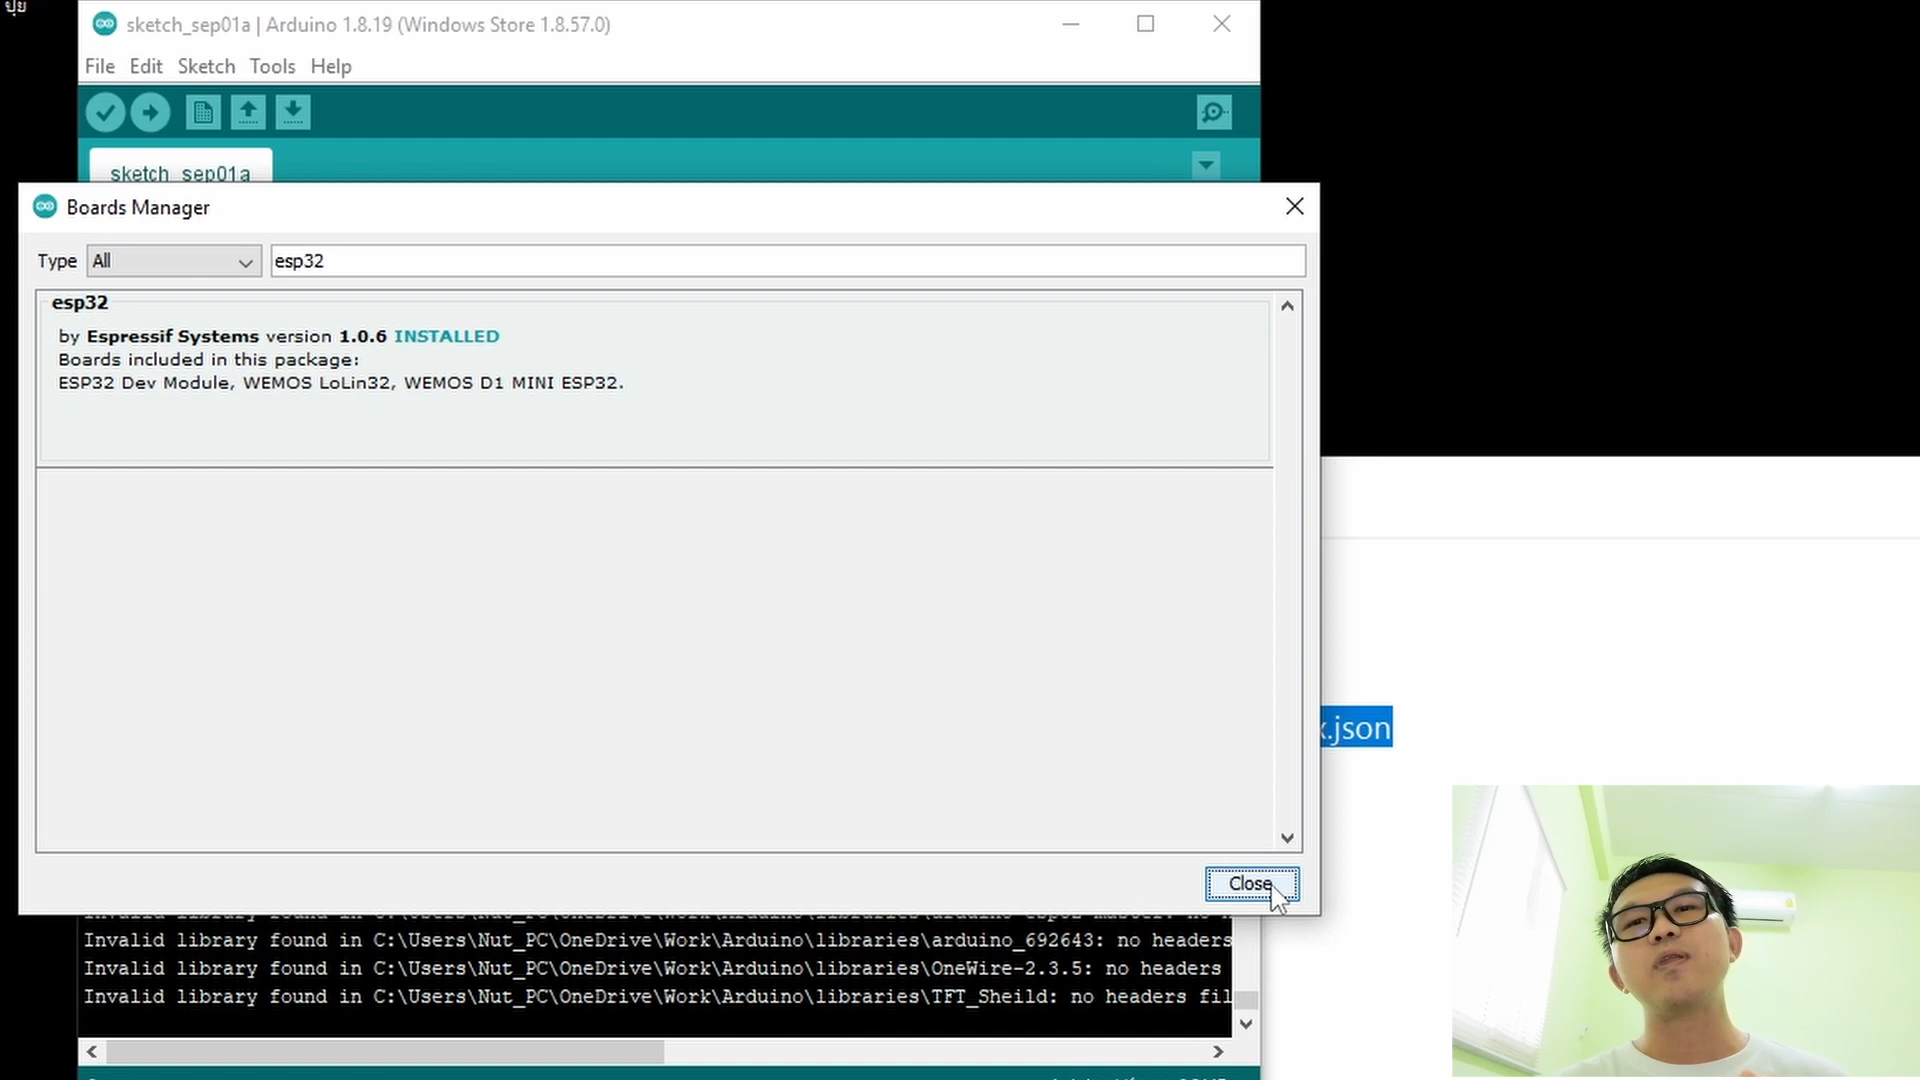 ปุ๋ย
sketch_sep01a | Arduino 1.8.19 (Windows Store 1.8.57.0)
File Edit Sketch Tools Help
sketch_sep01a
Boards Manager
Type All esp32
esp32
by Espressif Systems version 1.0.6 INSTALLED
Boards included in this package:
ESP32 Dev Module, WEMOS LoLin32, WEMOS D1 MINI ESP32.
x.json
Close
Invalid library found in C:\Users\Nut_PC\OneDrive\Work\Arduino\libraries\arduino_692643: no headers
Invalid library found in C:\Users\Nut_PC\OneDrive\Work\Arduino\libraries\OneWire-2.3.5: no headers
Invalid library found in C:\Users\Nut_PC\OneDrive\Work\Arduino\libraries\TFT_Sheild: no headers fil